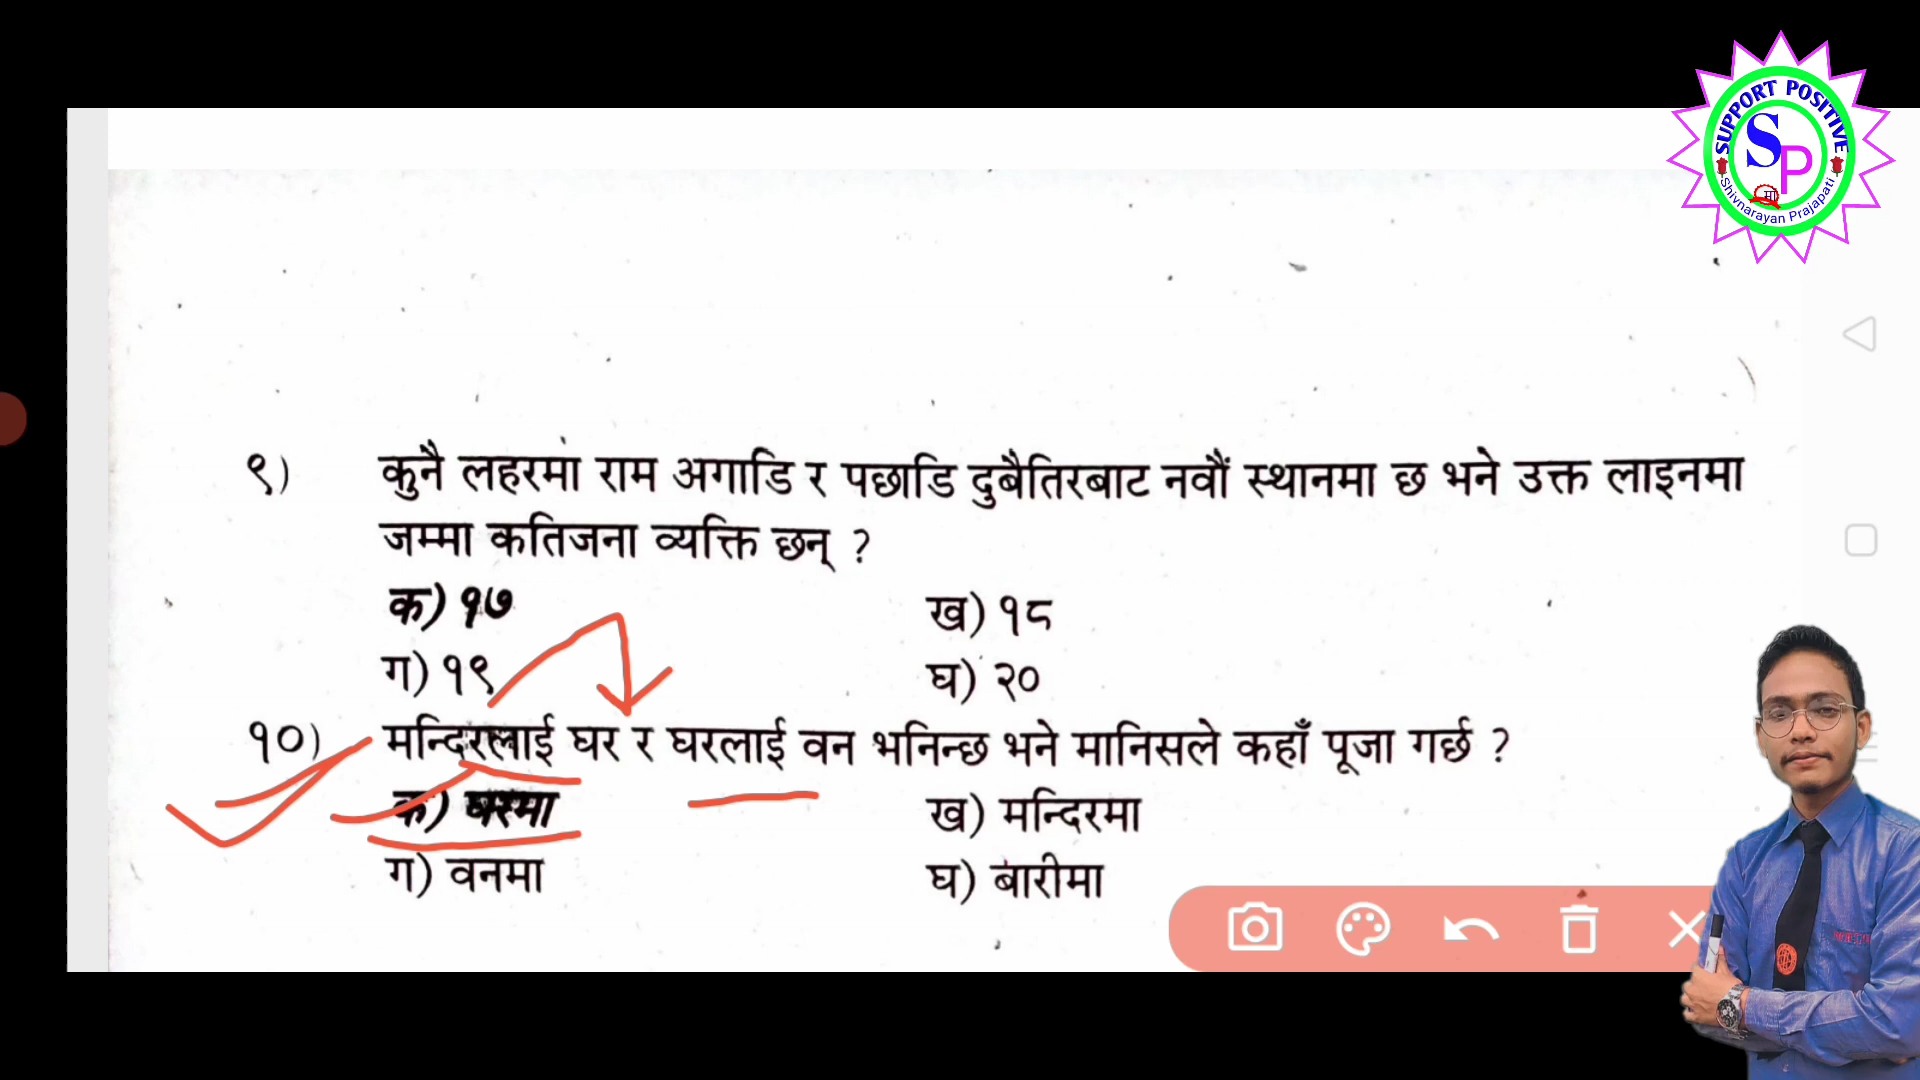 SUPPORT POSITIVE
SP
माँ
Shivnarayan Prajapati
९) कुनै लहरमा राम अगाडि र पछाडि दुबैतिरबाट नवौं स्थानमा छ भने उक्त लाइनमा
जम्मा कतिजना व्यक्ति छन् ?
क) १७ ख) १८
ग) १९ घ) २०
१०) मन्दिरलाई घर र घरलाई वन भनिन्छ भने मानिसले कहाँ पूजा गर्छ ?
क) घरमा ख) मन्दिरमा
ग) वनमा घ) बारीमा